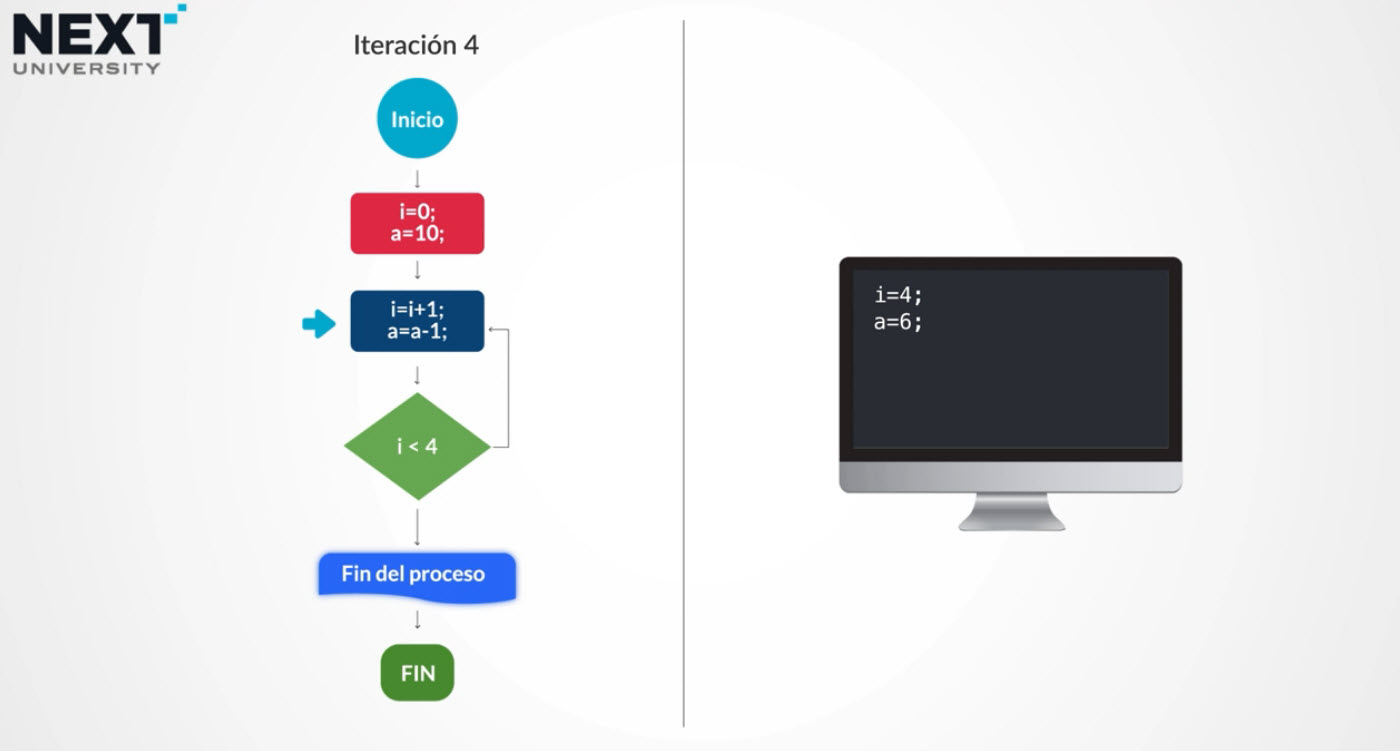 NEXT
UNIVERSITY
Iteración 4
Inicio
i=0;
a=10;
i=i+1;
a=a-1;
i < 4
Fin del proceso
FIN
i=4;
a=6;